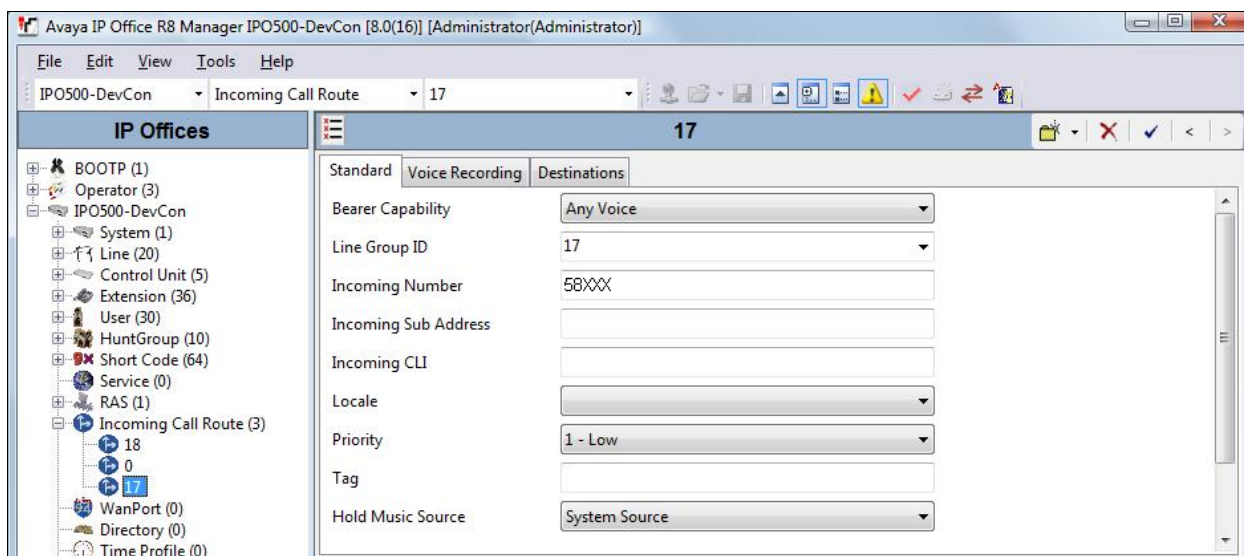 Avaya IP Office R8 Manager IPO500-DevCon [8.0(16)] [Administrator(Administrator)]
File Edit View Tools Help
IPO500-DevCon Incoming Call Route 17
IP Offices
17
BOOTP (1)
Operator (3)
IPO500-DevCon
System (1)
Line (20)
Control Unit (5)
Extension (36)
User (30)
HuntGroup (10)
Short Code (64)
Service (0)
RAS (1)
Incoming Call Route (3)
18
0
17
WanPort (0)
Directory (0)
Time Profile (0)
Standard Voice Recording Destinations
Bearer Capability Any Voice
Line Group ID 17
Incoming Number 58XXX
Incoming Sub Address
Incoming CLI
Locale
Priority 1 - Low
Tag
Hold Music Source System Source